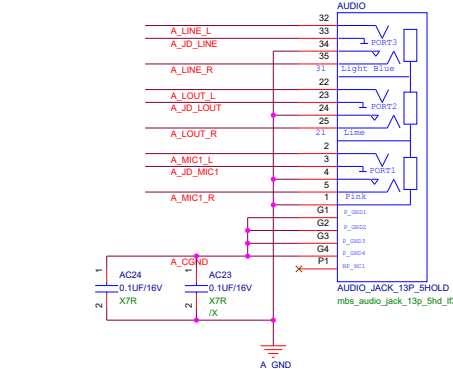 AUDIO
32
A_LINE_L
33
PORT3
A_JD_LINE
34
35
A_LINE_R
31
Light Blue
22
A_LOUT_L
23
PORT2
A_JD_LOUT
24
25
A_LOUT_R
21
Lime
2
A_MIC1_L
3
PORT1
A_JD_MIC1
4
5
A_MIC1_R
1
Pink
G1
P_GND1
G2
P_GND2
G3
P_GND3
G4
P_GND4
A_CGND
P1
NP_NC1
1
AC24
0.1UF/16V
X7R
2
1
AC23
0.1UF/16V
X7R
/X
2
AUDIO_JACK_13P_5HOLD
mbs_audio_jack_13p_5hd_lf
A_GND